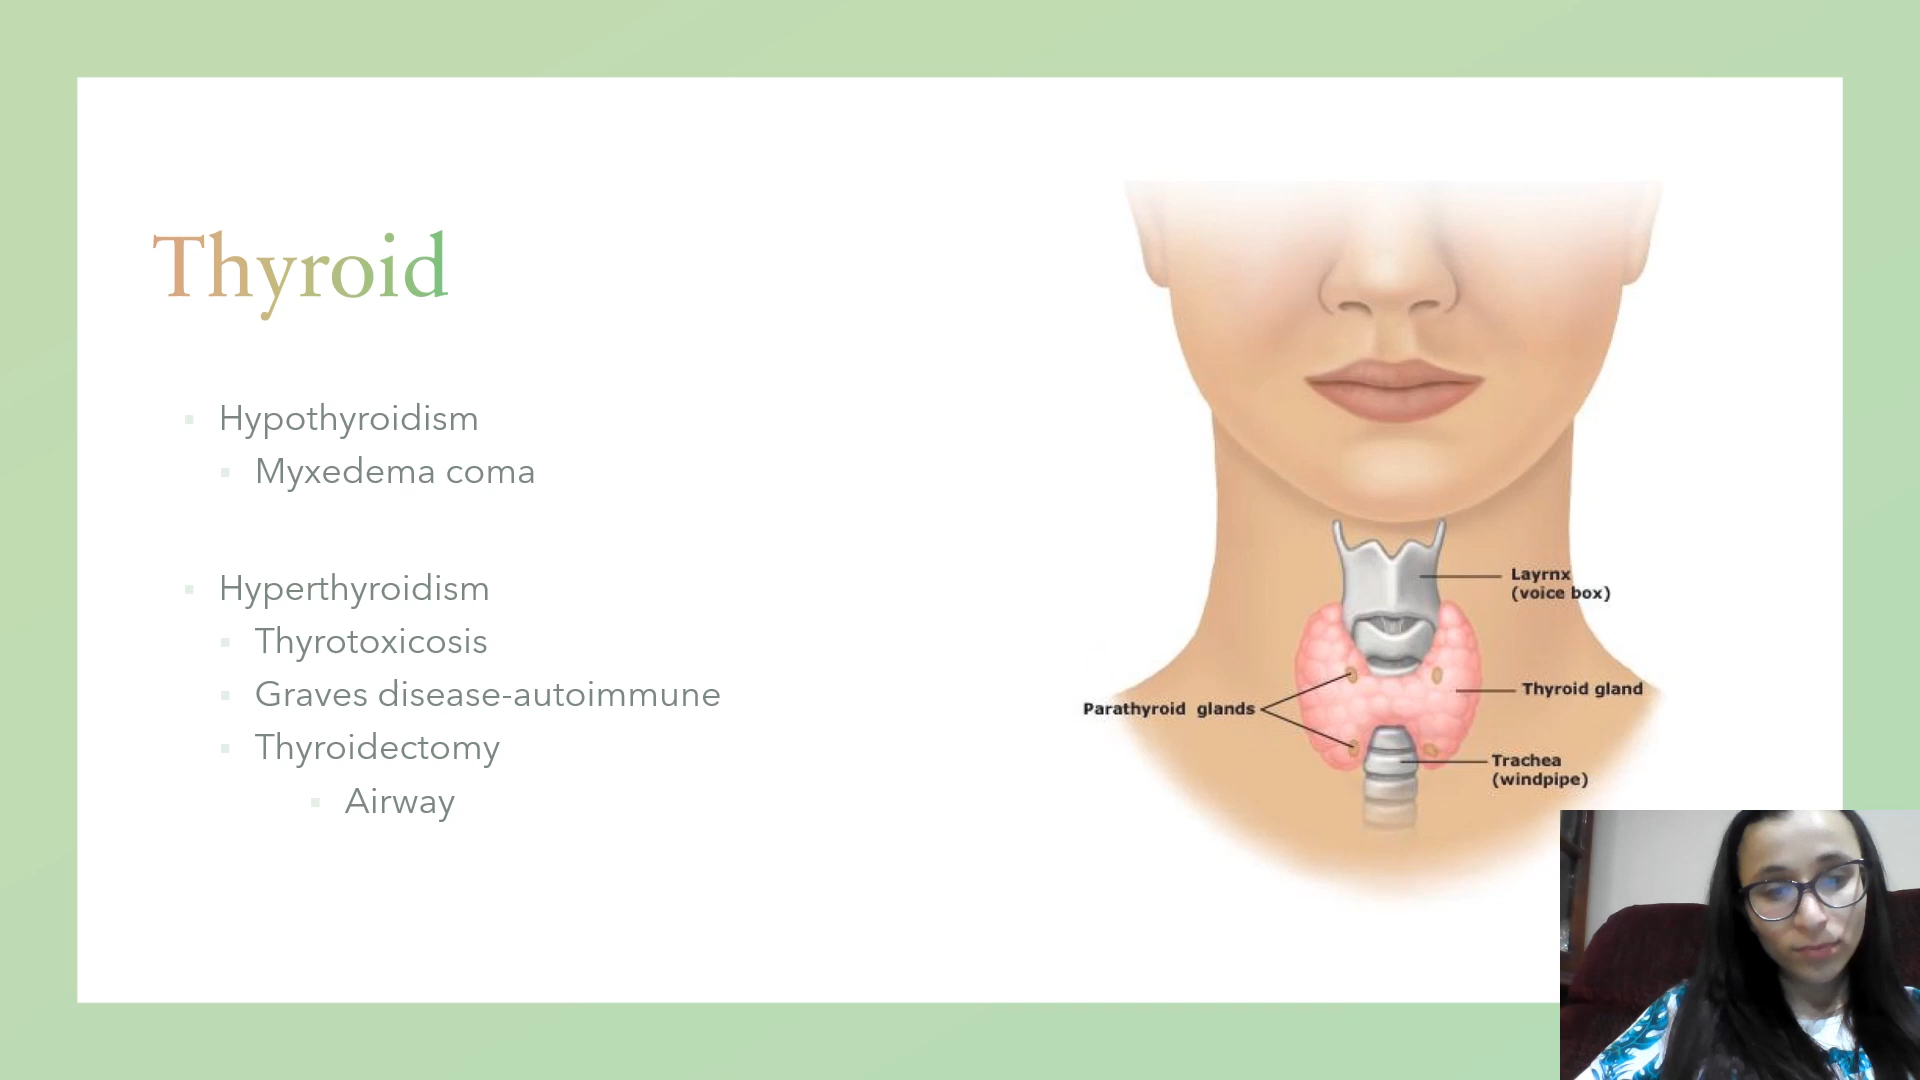 Thyroid
Hypothyroidism
Myxedema coma
Hyperthyroidism
Thyrotoxicosis
Graves disease-autoimmune
Thyroidectomy
Airway
Layrnx
(voice box)
Thyroid gland
Parathyroid glands
Trachea
(windpipe)